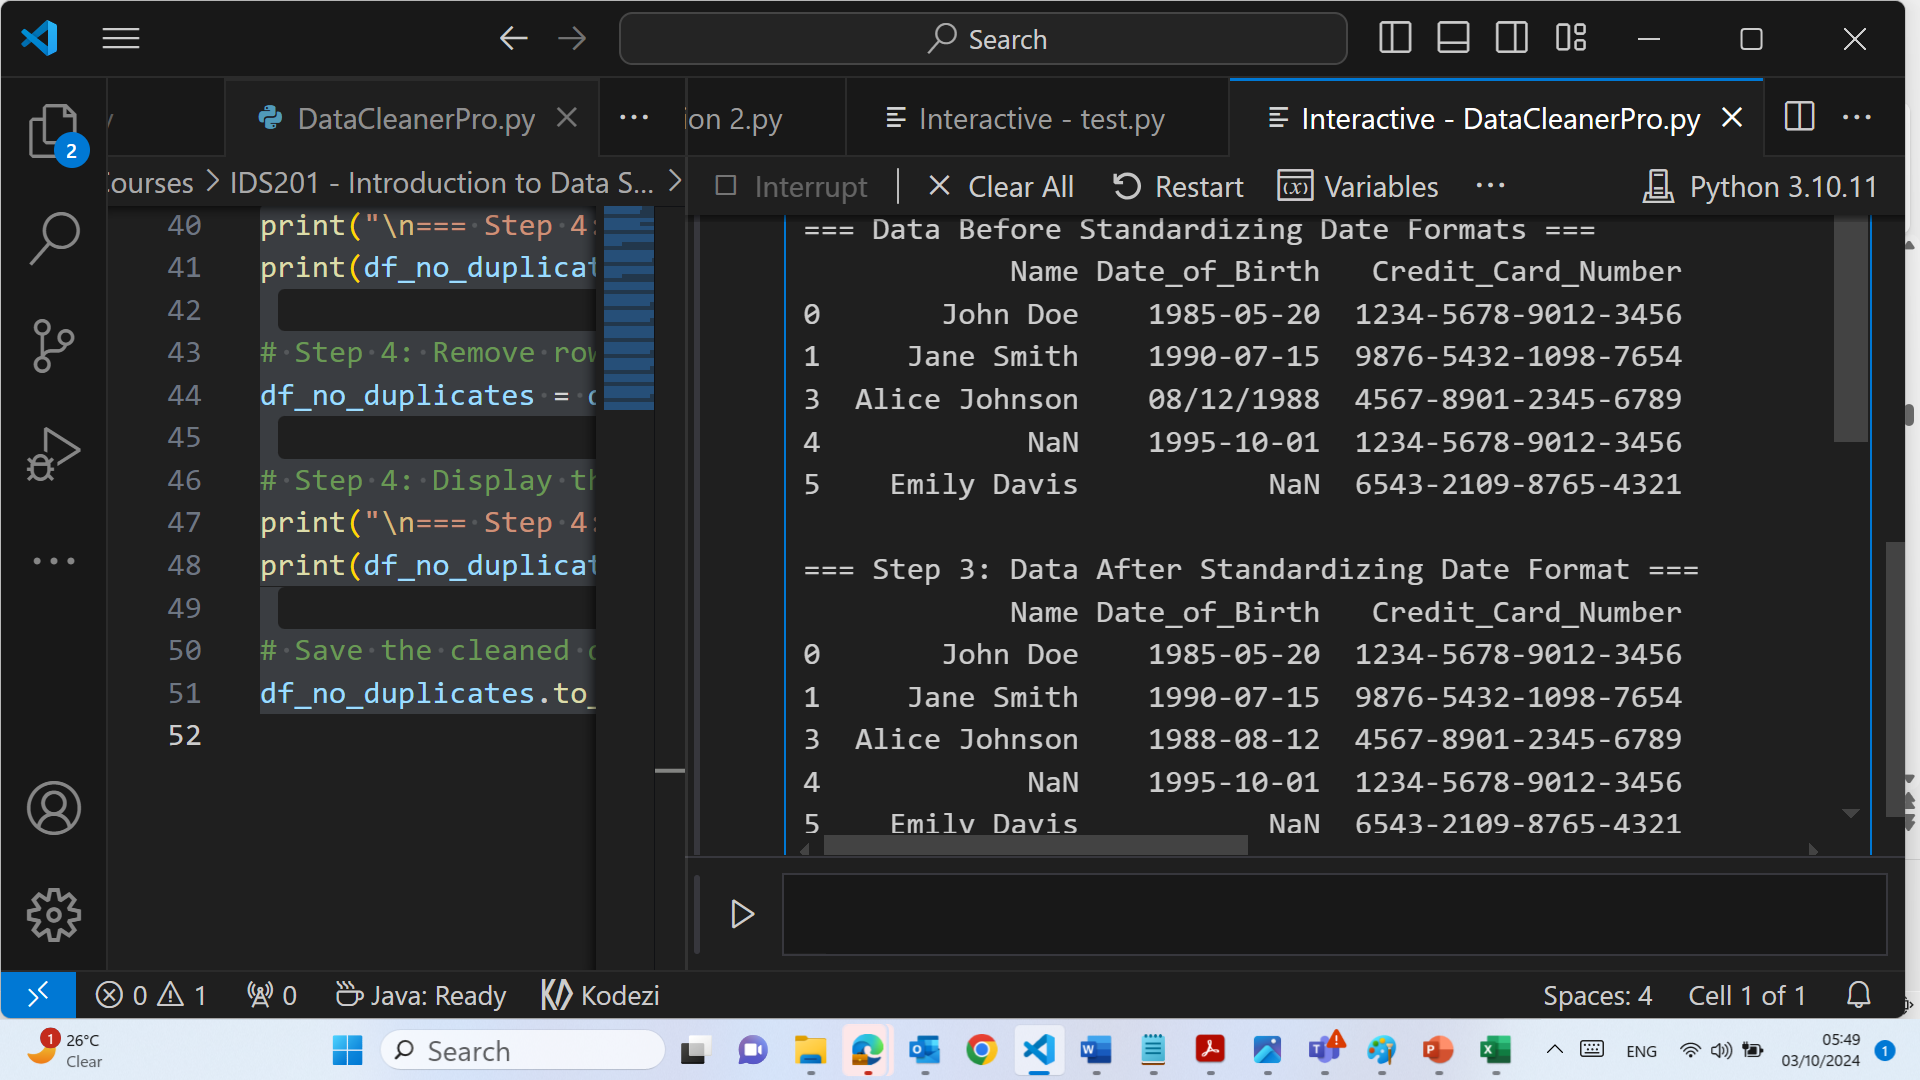 Search
DataCleanerPro.py
ion 2.py
Interactive - test.py
Interactive - DataCleanerPro.py
2
ourses > IDS201 - Introduction to Data S... >
Interrupt
Clear All
Restart
Variables
Python 3.10.11
40 print("\n=== Step 4:
41 print(df_no_duplicat
42
43 # Step 4: Remove row
44 df_no_duplicates =
45
46 # Step 4: Display th
47 print("\n=== Step 4:
48 print(df_no_duplicat
49
50 # Save the cleaned
51 df_no_duplicates.to_
52
=== Data Before Standardizing Date Formats ===
Name Date_of_Birth Credit_Card_Number
0 John Doe 1985-05-20 1234-5678-9012-3456
1 Jane Smith 1990-07-15 9876-5432-1098-7654
3 Alice Johnson 08/12/1988 4567-8901-2345-6789
4 NaN 1995-10-01 1234-5678-9012-3456
5 Emily Davis NaN 6543-2109-8765-4321
=== Step 3: Data After Standardizing Date Format ===
Name Date_of_Birth Credit_Card_Number
0 John Doe 1985-05-20 1234-5678-9012-3456
1 Jane Smith 1990-07-15 9876-5432-1098-7654
3 Alice Johnson 1988-08-12 4567-8901-2345-6789
4 NaN 1995-10-01 1234-5678-9012-3456
5 Emily Davis NaN 6543-2109-8765-4321
0 1 0 Java: Ready Kodezi
Spaces: 4 Cell 1 of 1
1 26°C
Clear
Search
ENG
05:49
03/10/2024
1